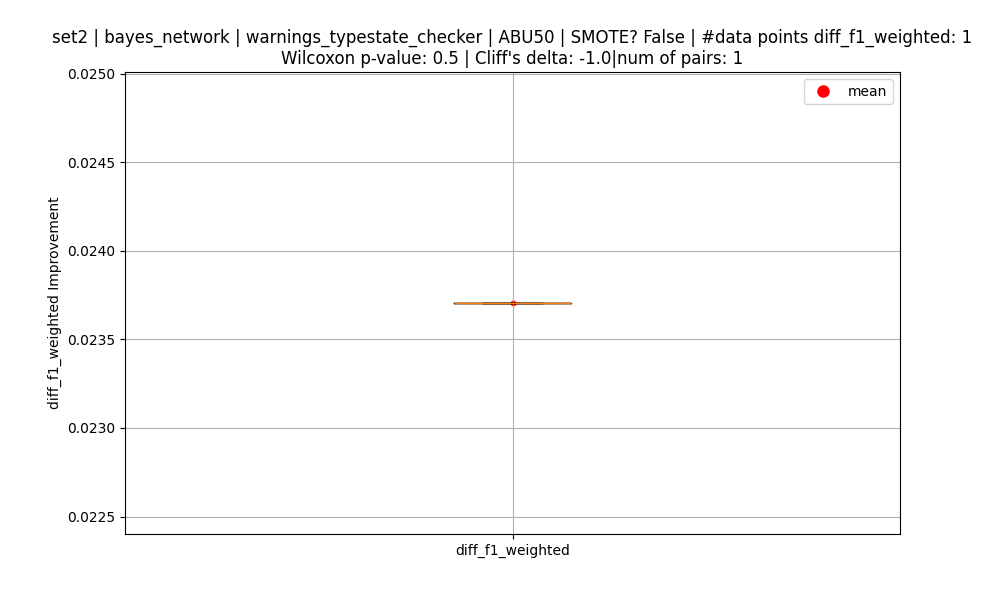 set2 | bayes_network | warnings_typestate_checker | ABU50 | SMOTE? False | #data points diff_f1_weighted: 1
Wilcoxon p-value: 0.5 | Cliff's delta: -1.0|num of pairs: 1
mean
diff_f1_weighted Improvement
0.0250
0.0245
0.0240
0.0235
0.0230
0.0225
diff_f1_weighted